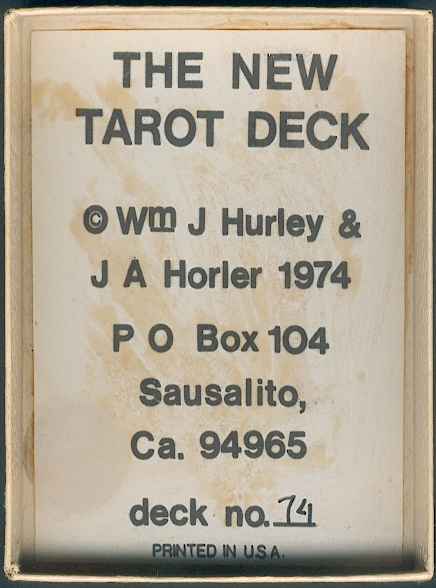 THE NEW
TAROT DECK
© Wm J Hurley &
J A Horler 1974
P O Box 104
Sausalito,
Ca. 94965
deck no. 74
PRINTED IN U.S.A.